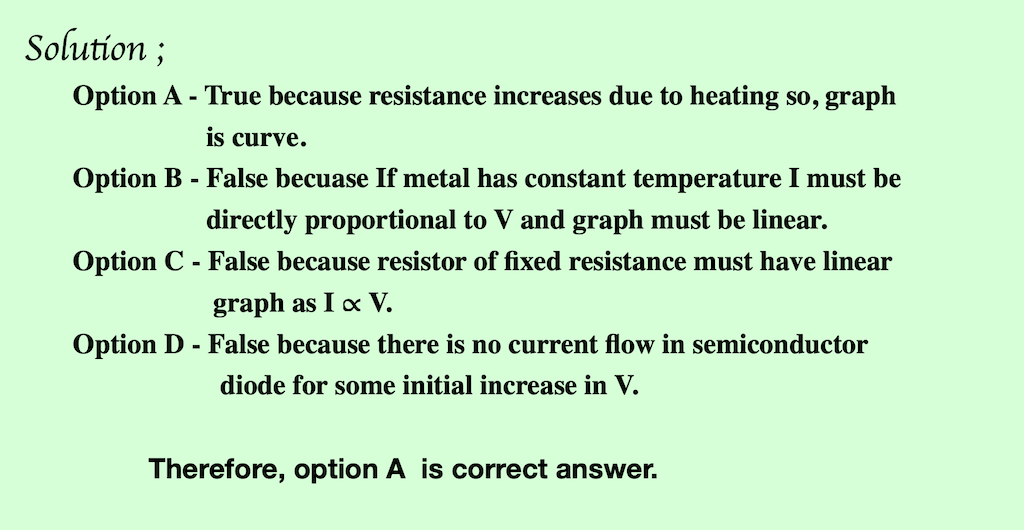 Solution ;
Option A - True because resistance increases due to heating so, graph
is curve.
Option B - False becuase If metal has constant temperature I must be
directly proportional to V and graph must be linear.
Option C - False because resistor of fixed resistance must have linear
graph as I ∝ V.
Option D - False because there is no current flow in semiconductor
diode for some initial increase in V.
Therefore, option A is correct answer.